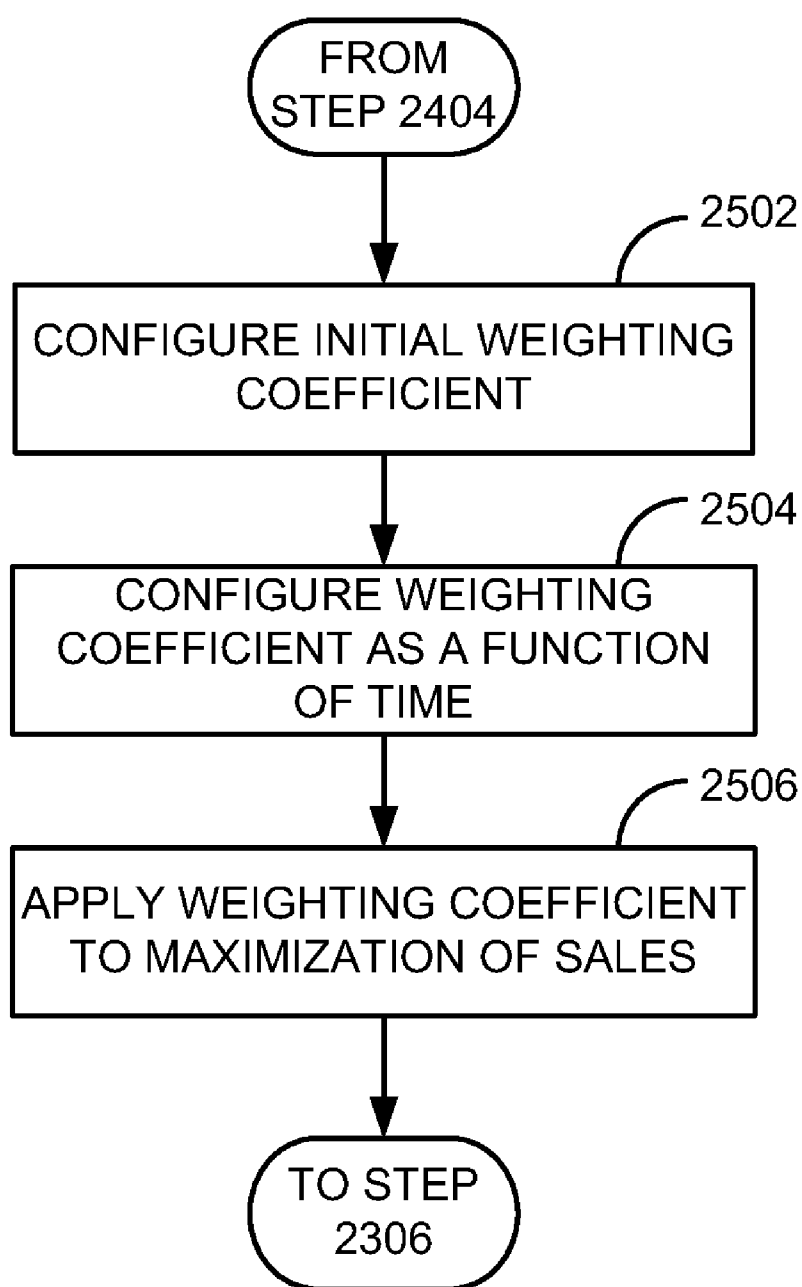 FROM
STEP 2404
2502
CONFIGURE INITIAL WEIGHTING
COEFFICIENT
2504
CONFIGURE WEIGHTING
COEFFICIENT AS A FUNCTION
OF TIME
2506
APPLY WEIGHTING COEFFICIENT
TO MAXIMIZATION OF SALES
TO STEP
2306